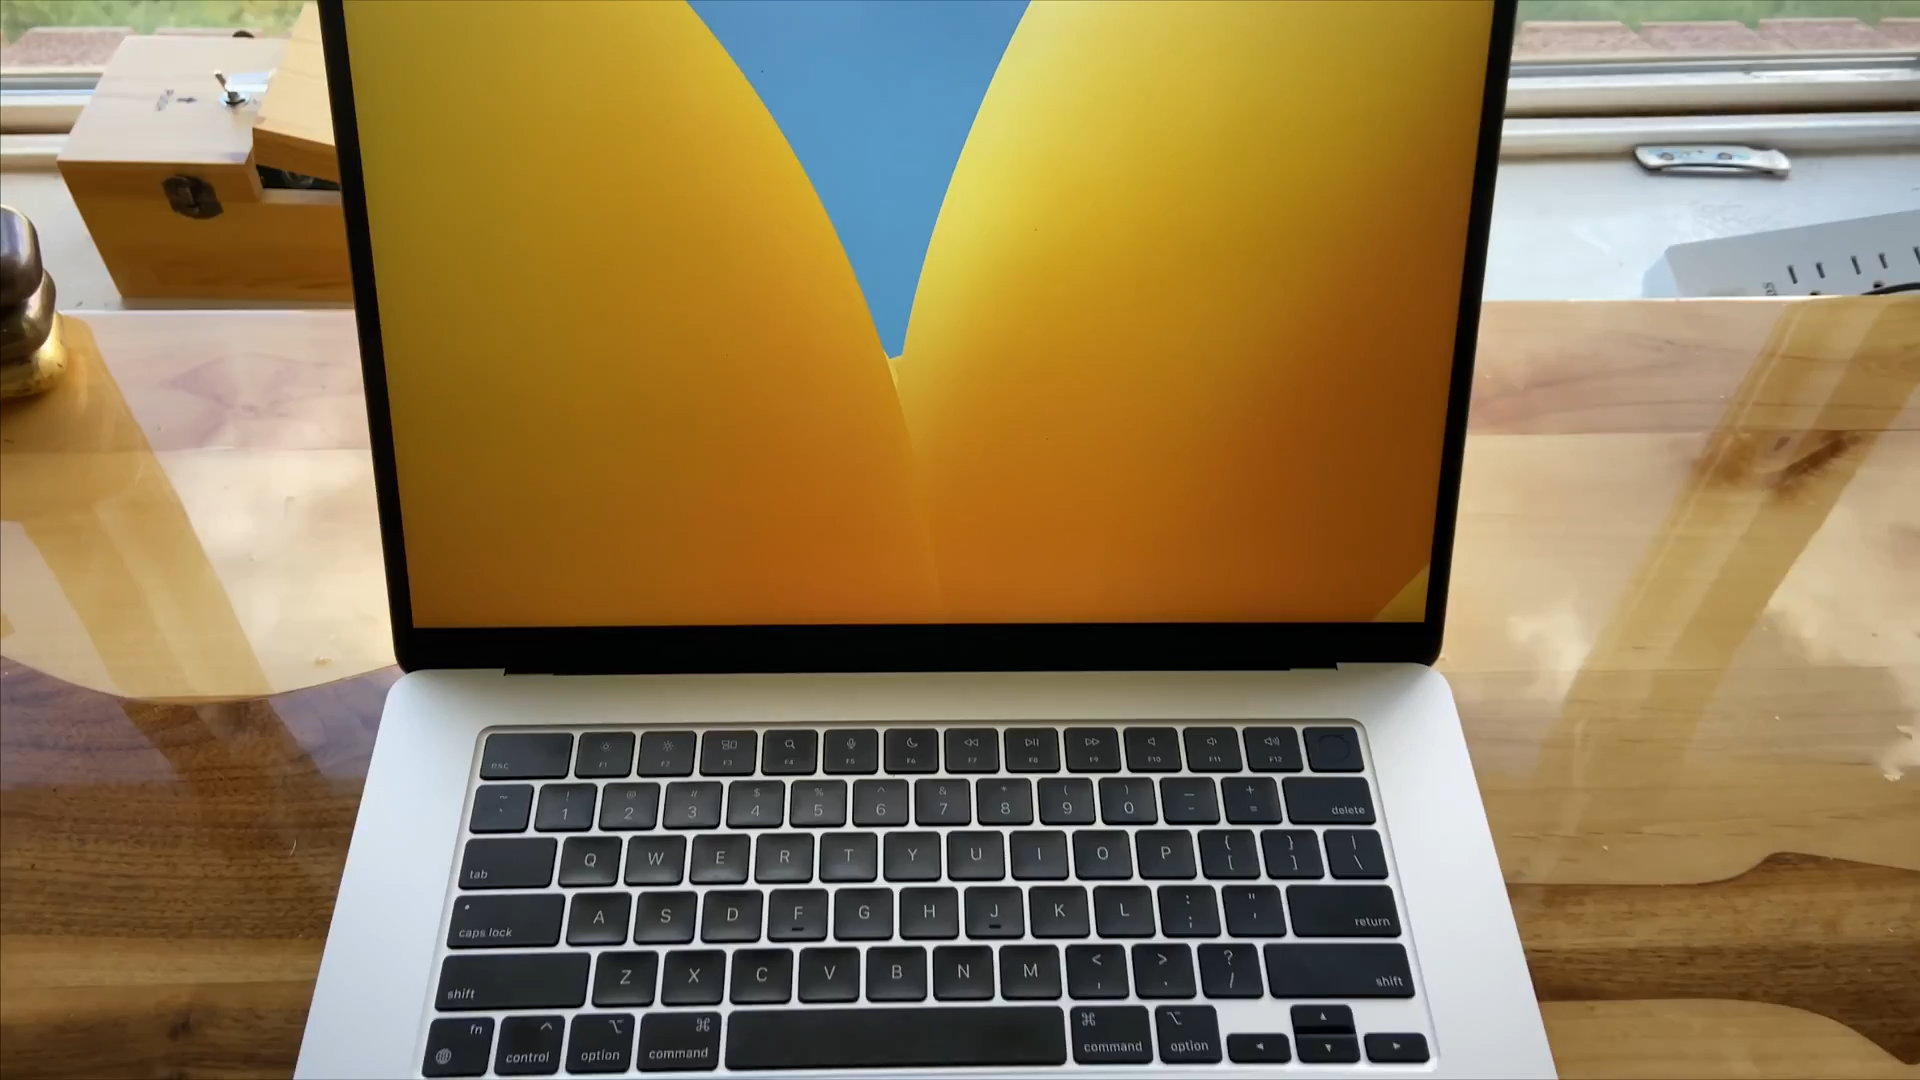 esc F1 F2 F3 F4 F5 F6 F7 F8 F9 F10 F11 F12
~ ! @ # $ % ^ & * ( ) — +
` 1 2 3 4 5 6 7 8 9 0 - = delete
tab Q W E R T Y U I O P { [ } ] | \
caps lock A S D F G H J K L : ; " ' return
shift Z X C V B N M < , > . ? / shift
fn control option command command option